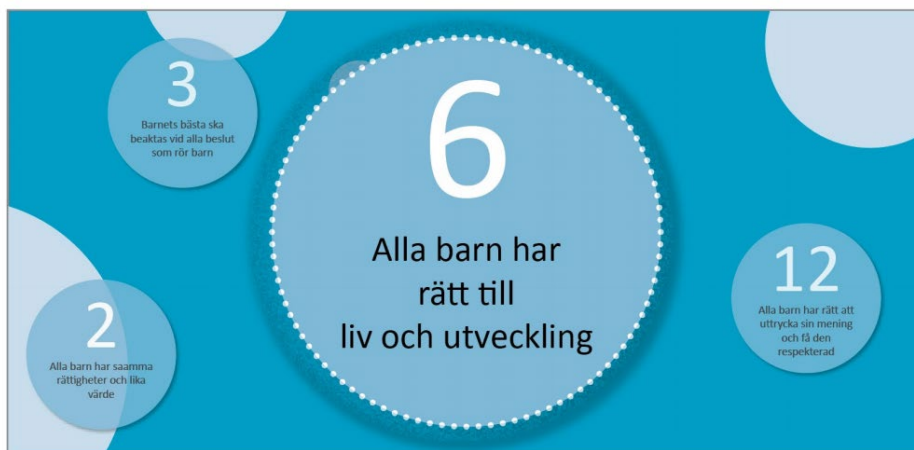 3
Barnets bästa ska
beaktas vid alla beslut
som rör barn
6
Alla barn har
rätt till
liv och utveckling
2
Alla barn har saamma
rättigheter och lika
värde
12
Alla barn har rätt att
uttrycka sin mening
och få den
respekterad